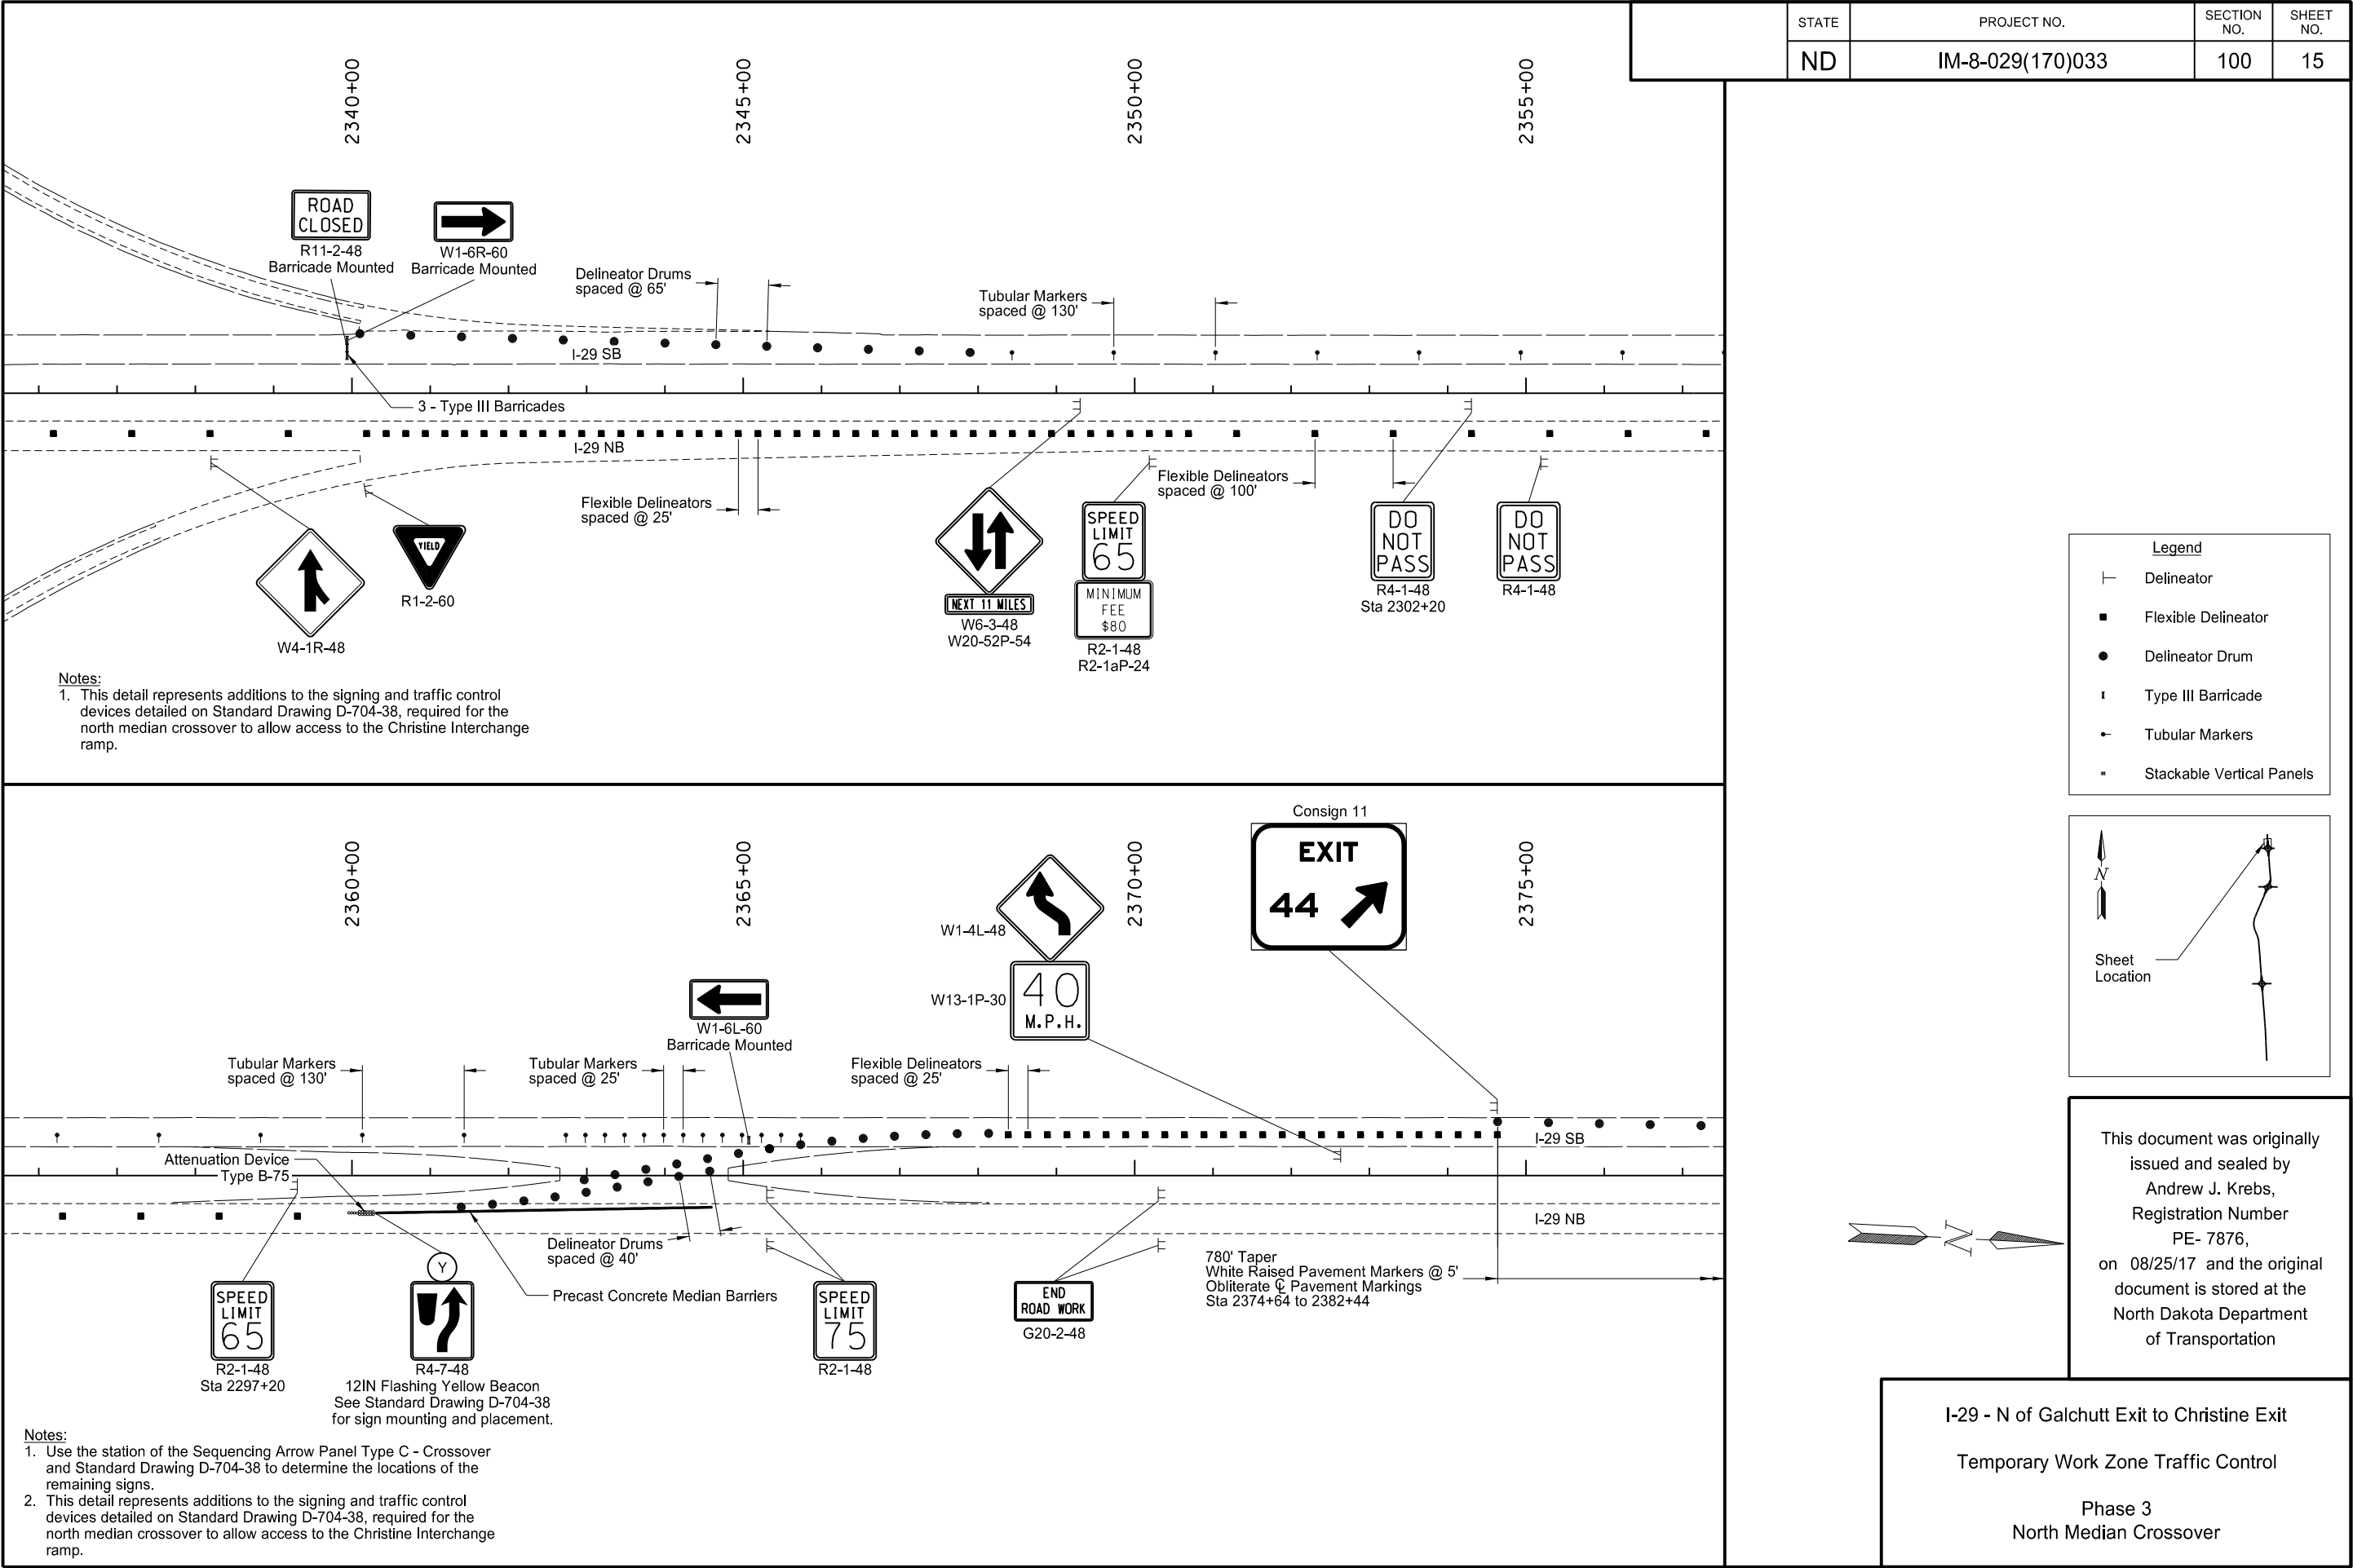 STATE
PROJECT NO.
SECTION
NO.
SHEET
NO.
ND
IM-8-029(170)033
100
15
2340+00
2345+00
2350+00
2355+00
ROAD
CLOSED
R11-2-48
Barricade Mounted
W1-6R-60
Barricade Mounted
Delineator Drums
spaced @ 65'
Tubular Markers
spaced @ 130'
I-29 SB
3 - Type III Barricades
I-29 NB
Flexible Delineators
spaced @ 25'
Flexible Delineators
spaced @ 100'
W4-1R-48
YIELD
R1-2-60
NEXT 11 MILES
W6-3-48
W20-52P-54
SPEED
LIMIT
65
MINIMUM
FEE
$80
R2-1-48
R2-1aP-24
DO
NOT
PASS
R4-1-48
Sta 2302+20
DO
NOT
PASS
R4-1-48
Notes:
1. This detail represents additions to the signing and traffic control
devices detailed on Standard Drawing D-704-38, required for the
north median crossover to allow access to the Christine Interchange
ramp.
Legend
Delineator
Flexible Delineator
Delineator Drum
Type III Barricade
Tubular Markers
Stackable Vertical Panels
N
Sheet
Location
2360+00
2365+00
2370+00
2375+00
Consign 11
EXIT
44
W1-4L-48
W13-1P-30
40
M.P.H.
W1-6L-60
Barricade Mounted
Tubular Markers
spaced @ 130'
Tubular Markers
spaced @ 25'
Flexible Delineators
spaced @ 25'
I-29 SB
Attenuation Device
Type B-75
I-29 NB
Delineator Drums
spaced @ 40'
Precast Concrete Median Barriers
780' Taper
White Raised Pavement Markers @ 5'
Obliterate ℄ Pavement Markings
Sta 2374+64 to 2382+44
SPEED
LIMIT
65
R2-1-48
Sta 2297+20
Y
R4-7-48
12IN Flashing Yellow Beacon
See Standard Drawing D-704-38
for sign mounting and placement.
SPEED
LIMIT
75
R2-1-48
END
ROAD WORK
G20-2-48
Notes:
1. Use the station of the Sequencing Arrow Panel Type C - Crossover
and Standard Drawing D-704-38 to determine the locations of the
remaining signs.
2. This detail represents additions to the signing and traffic control
devices detailed on Standard Drawing D-704-38, required for the
north median crossover to allow access to the Christine Interchange
ramp.
N
This document was originally
issued and sealed by
Andrew J. Krebs,
Registration Number
PE- 7876,
on 08/25/17 and the original
document is stored at the
North Dakota Department
of Transportation
I-29 - N of Galchutt Exit to Christine Exit
Temporary Work Zone Traffic Control
Phase 3
North Median Crossover